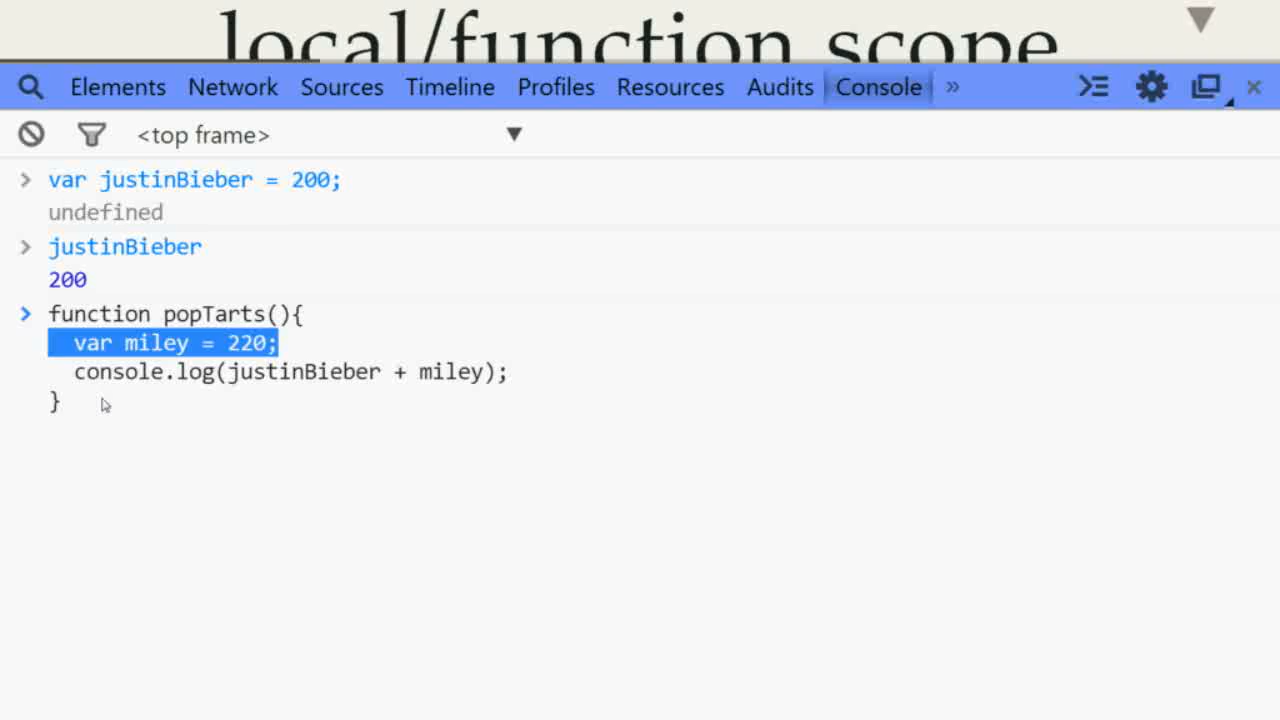 local/function scope
Elements Network Sources Timeline Profiles Resources Audits Console »
<top frame>
> var justinBieber = 200;
undefined
> justinBieber
200
> function popTarts(){
var miley = 220;
console.log(justinBieber + miley);
}